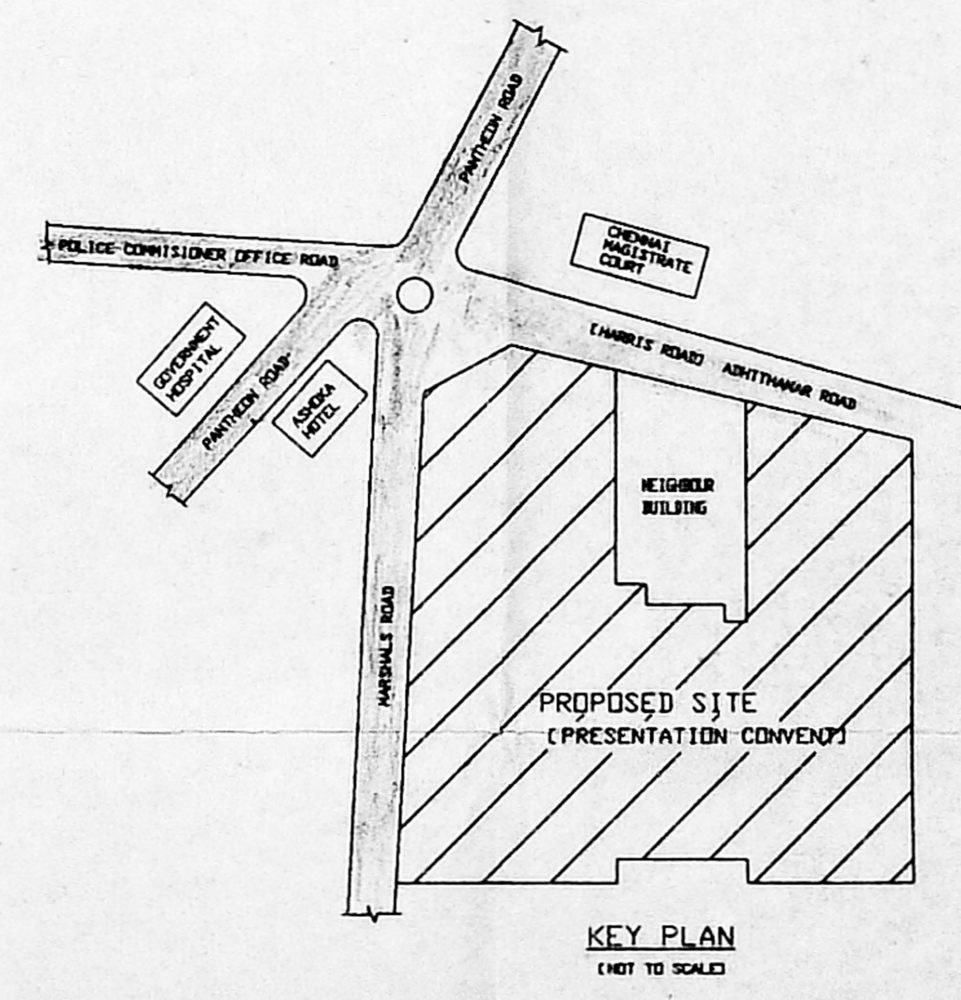 PANTHEON ROAD
POLICE COMMISIONER OFFICE ROAD
CHENNAI
MAGISTRATE
COURT
[HARRIS ROAD] ADHITHANAR ROAD
GOVERNMENT
HOSPITAL
PANTHEON ROAD
ASHOKA
HOTEL
NEIGHBOUR
BUILDING
MARSHALS ROAD
PROPOSED SITE
[PRESENTATION CONVENT]
KEY PLAN
[NOT TO SCALE]